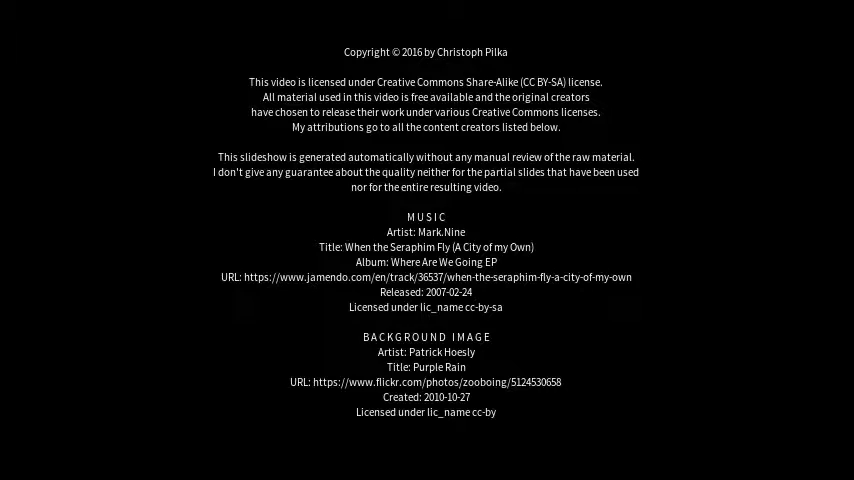 Copyright © 2016 by Christoph Pilka
This video is licensed under Creative Commons Share-Alike (CC BY-SA) license.
All material used in this video is free available and the original creators
have chosen to release their work under various Creative Commons licenses.
My attributions go to all the content creators listed below.
This slideshow is generated automatically without any manual review of the raw material.
I don't give any guarantee about the quality neither for the partial slides that have been used
nor for the entire resulting video.
MUSIC
Artist: Mark.Nine
Title: When the Seraphim Fly (A City of my Own)
Album: Where Are We Going EP
URL: https://www.jamendo.com/en/track/36537/when-the-seraphim-fly-a-city-of-my-own
Released: 2007-02-24
Licensed under lic_name cc-by-sa
BACKGROUND IMAGE
Artist: Patrick Hoesly
Title: Purple Rain
URL: https://www.flickr.com/photos/zooboing/5124530658
Created: 2010-10-27
Licensed under lic_name cc-by